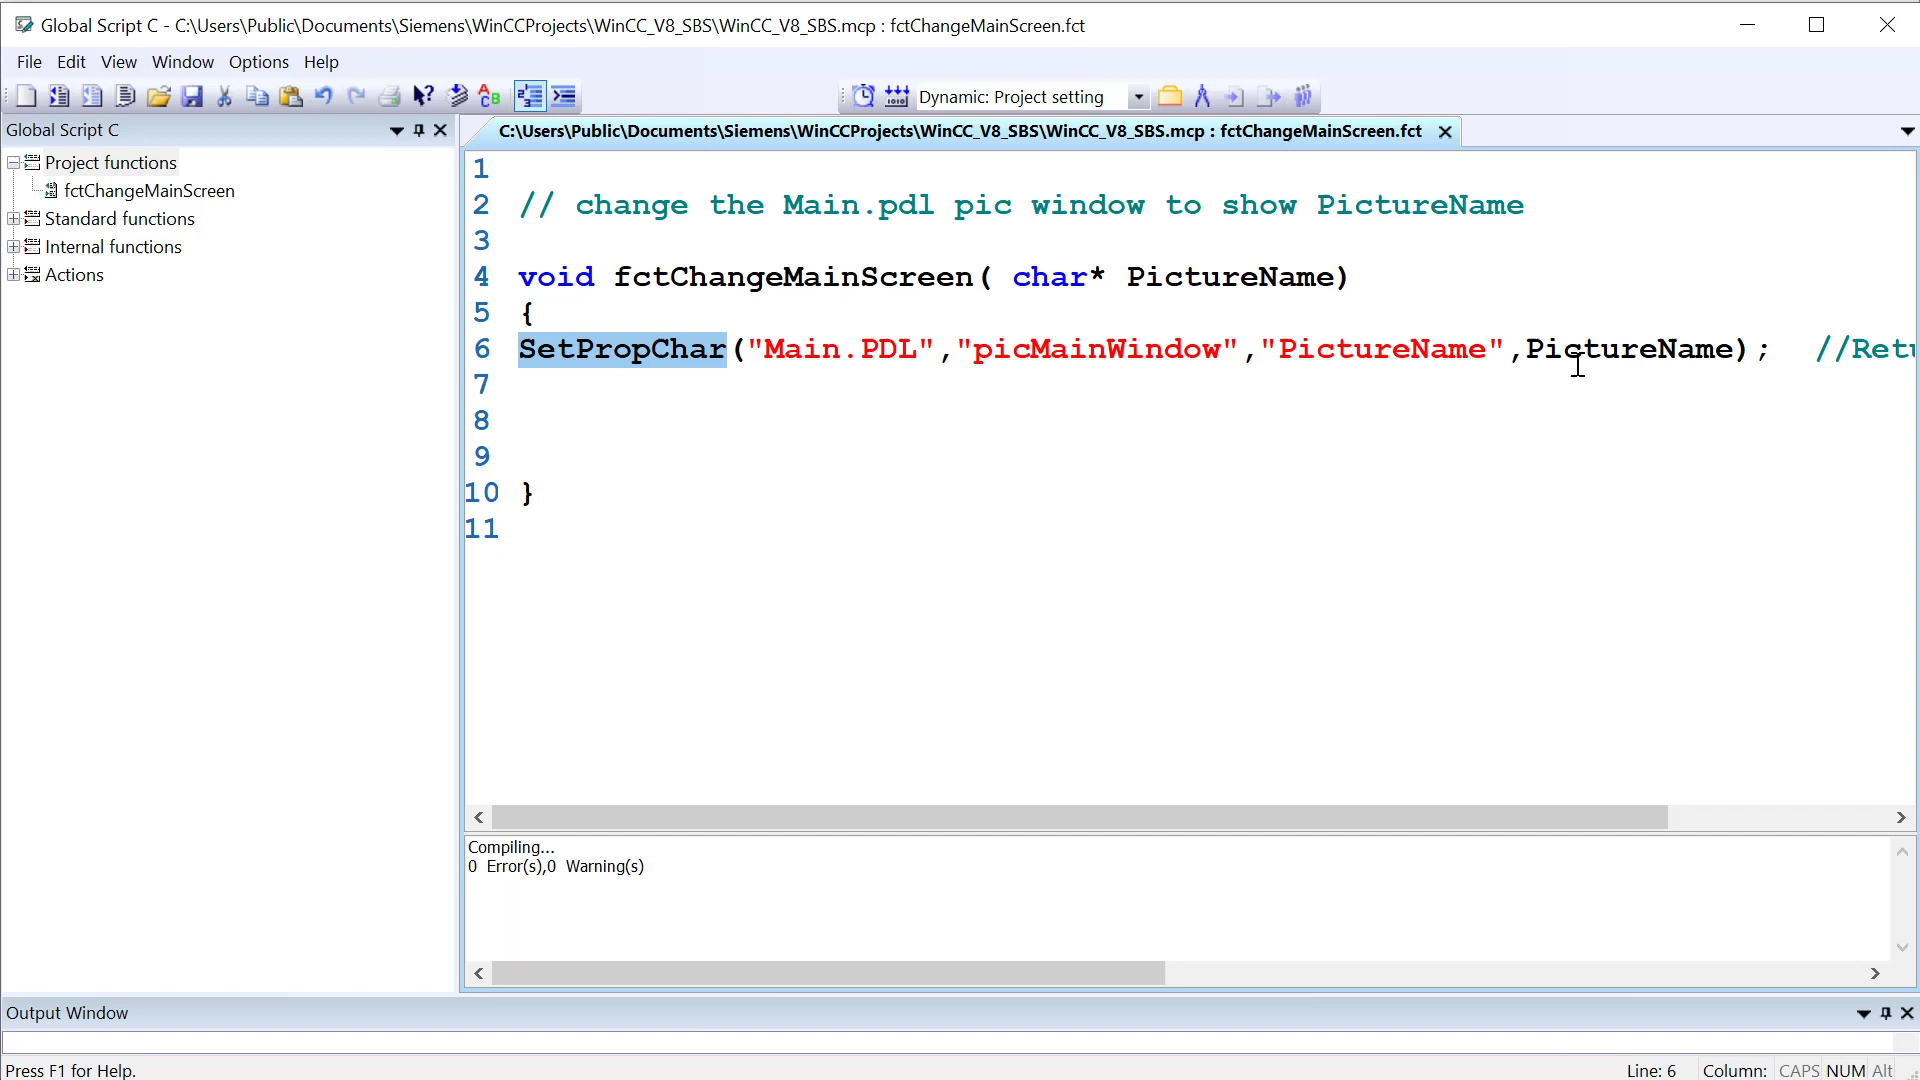 Global Script C - C:\Users\Public\Documents\Siemens\WinCCProjects\WinCC_V8_SBS\WinCC_V8_SBS.mcp : fctChangeMainScreen.fct
File Edit View Window Options Help
Dynamic: Project setting
Global Script C
C:\Users\Public\Documents\Siemens\WinCCProjects\WinCC_V8_SBS\WinCC_V8_SBS.mcp : fctChangeMainScreen.fct
Project functions
fctChangeMainScreen
Standard functions
Internal functions
Actions
1
2 // change the Main.pdl pic window to show PictureName
3
4 void fctChangeMainScreen( char* PictureName)
5 {
6 SetPropChar("Main.PDL","picMainWindow","PictureName",PictureName); //Retu
7
8
9
10 }
11
Compiling...
0 Error(s),0 Warning(s)
Output Window
Press F1 for Help.
Line: 6 Column: CAPS NUM Alt